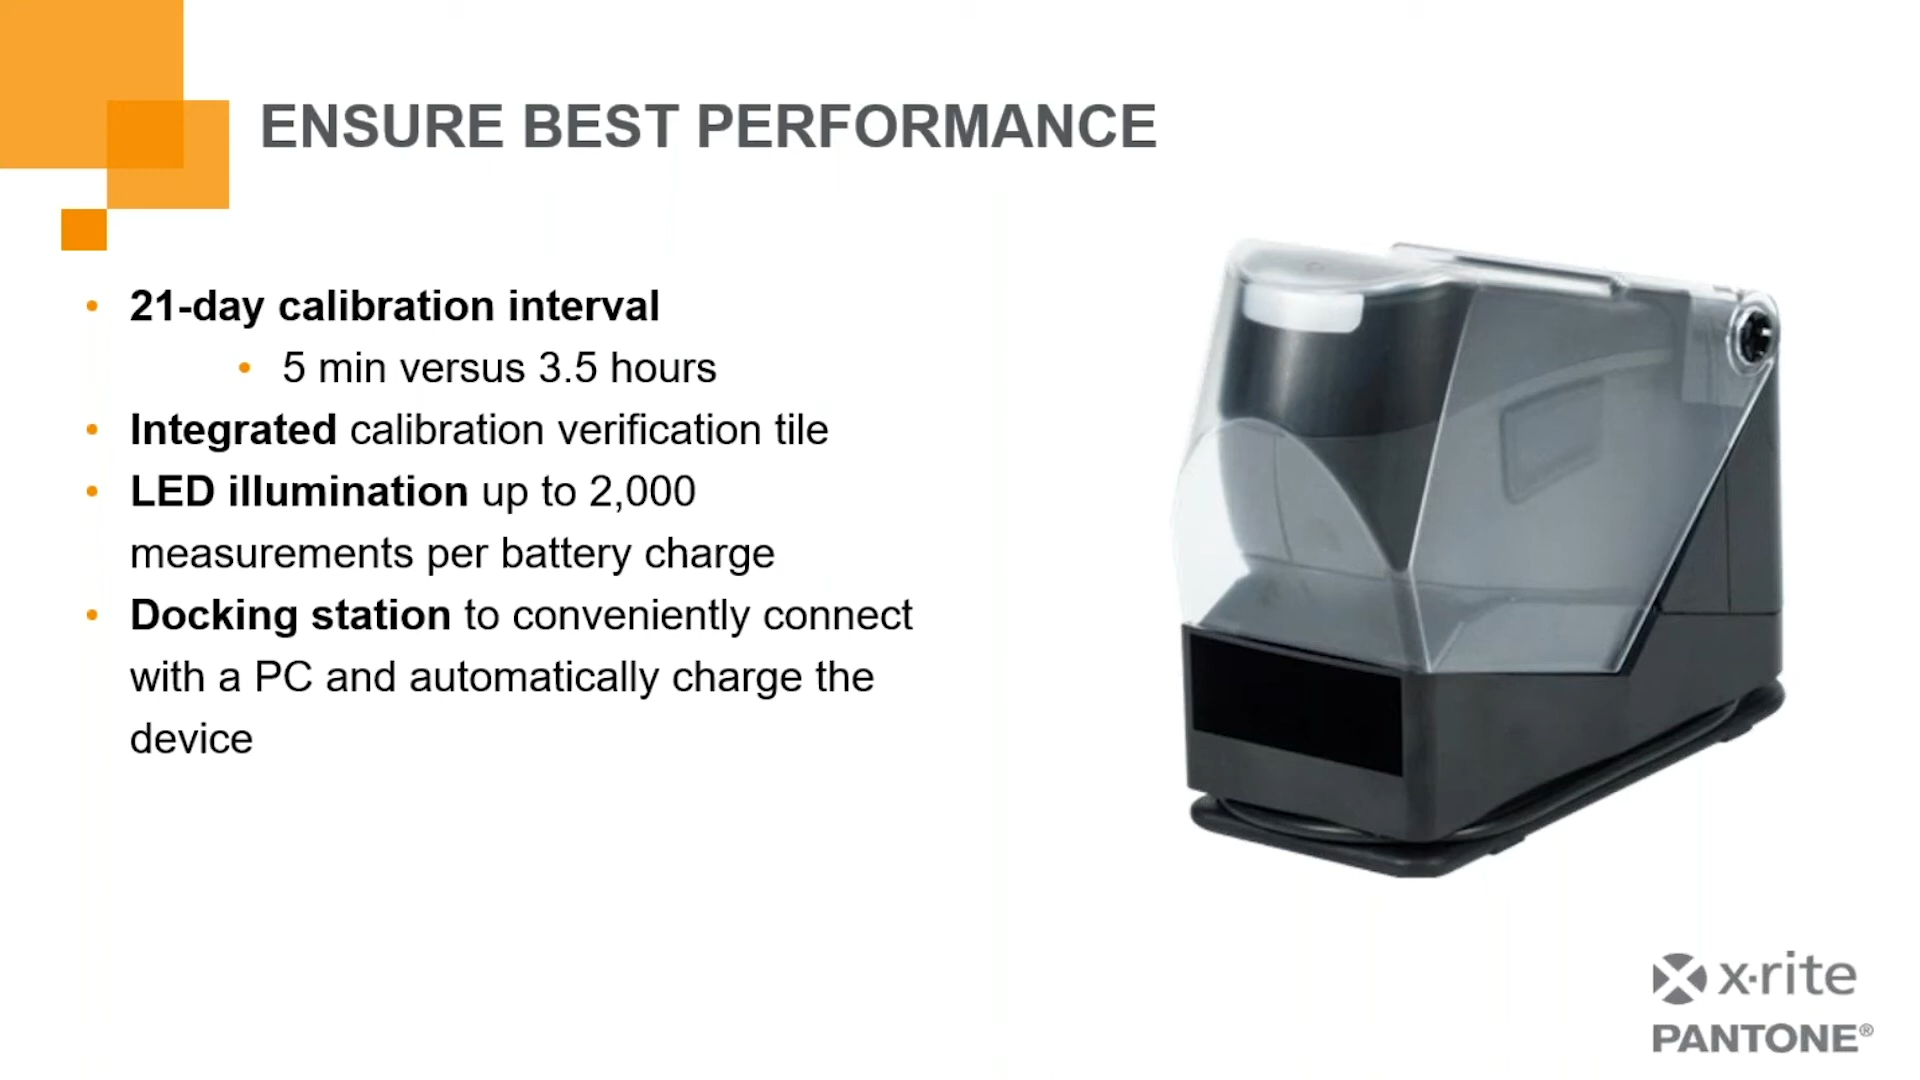 ENSURE BEST PERFORMANCE
• 21-day calibration interval
• 5 min versus 3.5 hours
• Integrated calibration verification tile
• LED illumination up to 2,000
measurements per battery charge
• Docking station to conveniently connect
with a PC and automatically charge the
device
x·rite
PANTONE®